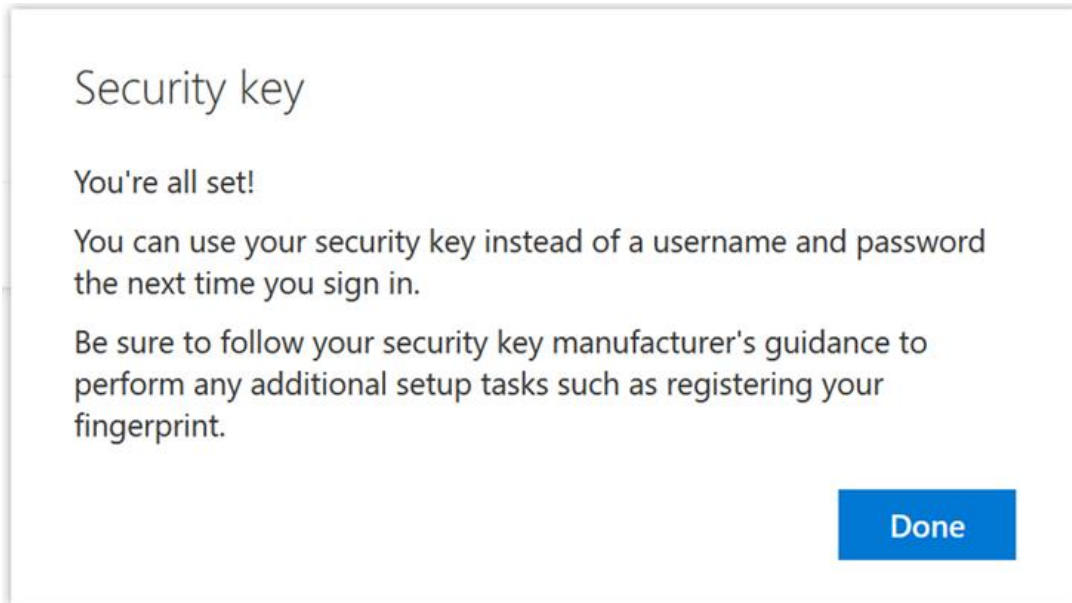 Security key
You're all set!
You can use your security key instead of a username and password
the next time you sign in.
Be sure to follow your security key manufacturer's guidance to
perform any additional setup tasks such as registering your
fingerprint.
Done